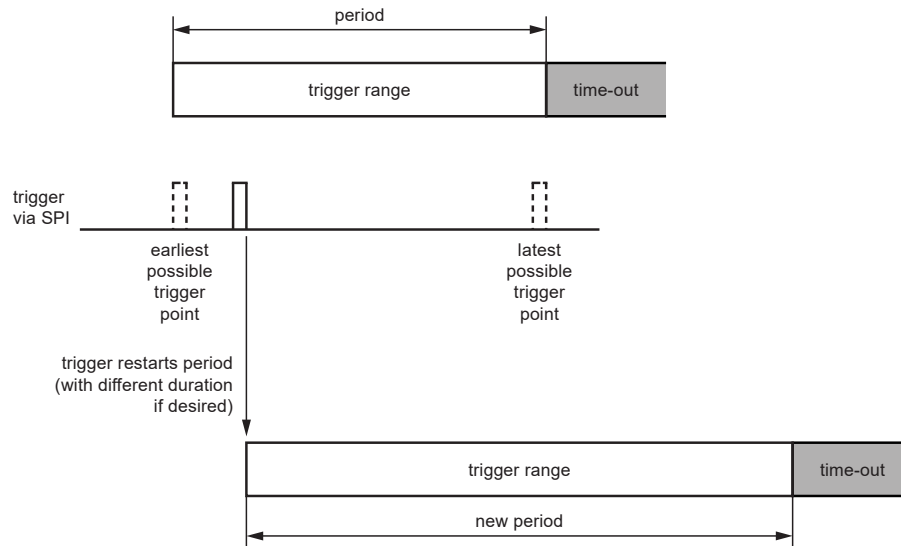 period
trigger range
time-out
trigger
via SPI
earliest
possible
trigger
point
latest
possible
trigger
point
trigger restarts period
(with different duration
if desired)
trigger range
time-out
new period